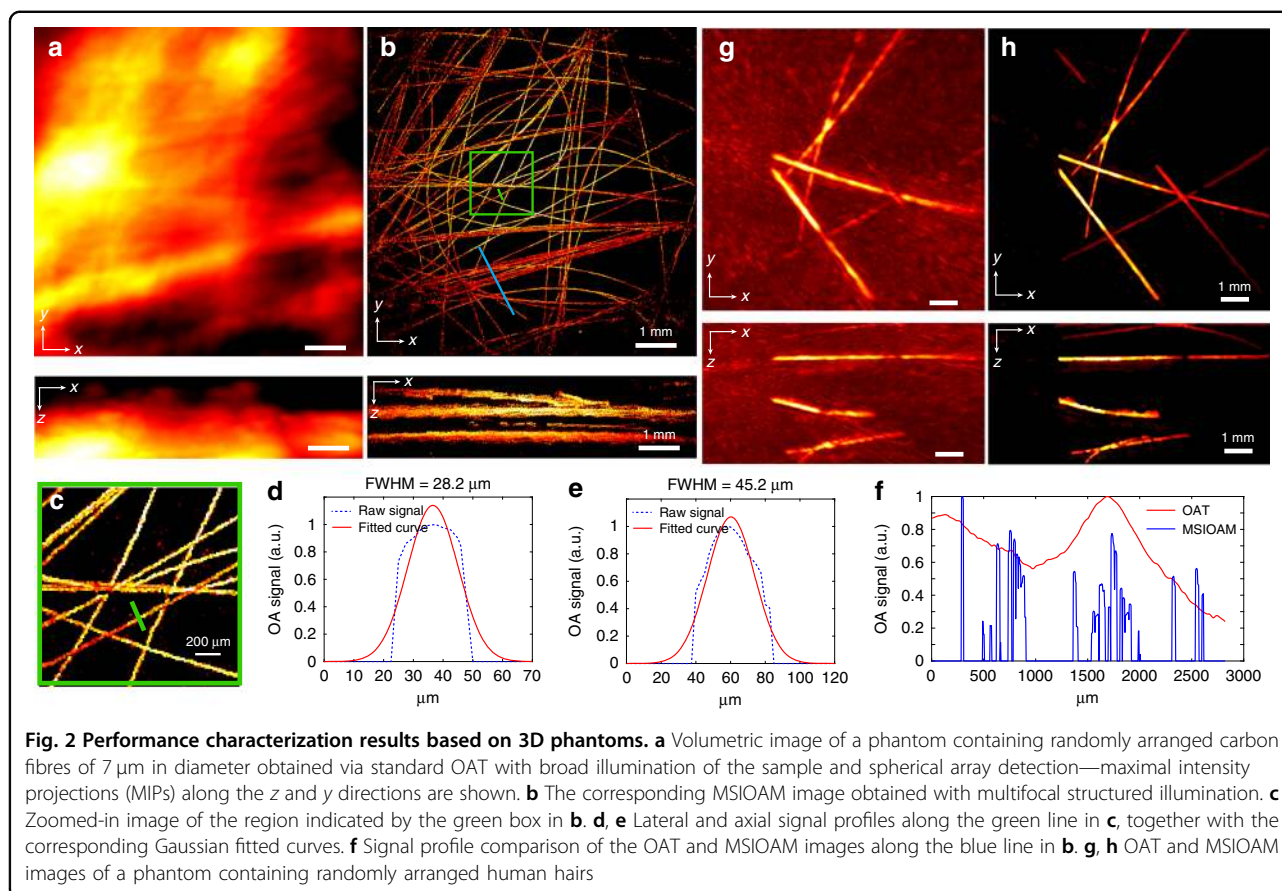 a
b
g
h
y
x
y
x
1 mm
y
x
y
x
1 mm
x
z
x
z
1 mm
x
z
x
z
1 mm
c
200 μm
d
FWHM = 28.2 μm
Raw signal
Fitted curve
OA signal (a.u.)
1
0.8
0.6
0.4
0.2
0
0 10 20 30 40 50 60 70
μm
e
FWHM = 45.2 μm
Raw signal
Fitted curve
OA signal (a.u.)
1
0.8
0.6
0.4
0.2
0
0 20 40 60 80 100 120
μm
f
OAT
MSIOAM
OA signal (a.u.)
1
0.8
0.6
0.4
0.2
0
0 500 1000 1500 2000 2500 3000
μm
Fig. 2 Performance characterization results based on 3D phantoms. a Volumetric image of a phantom containing randomly arranged carbon
fibres of 7 μm in diameter obtained via standard OAT with broad illumination of the sample and spherical array detection—maximal intensity
projections (MIPs) along the z and y directions are shown. b The corresponding MSIOAM image obtained with multifocal structured illumination. c
Zoomed-in image of the region indicated by the green box in b. d, e Lateral and axial signal profiles along the green line in c, together with the
corresponding Gaussian fitted curves. f Signal profile comparison of the OAT and MSIOAM images along the blue line in b. g, h OAT and MSIOAM
images of a phantom containing randomly arranged human hairs